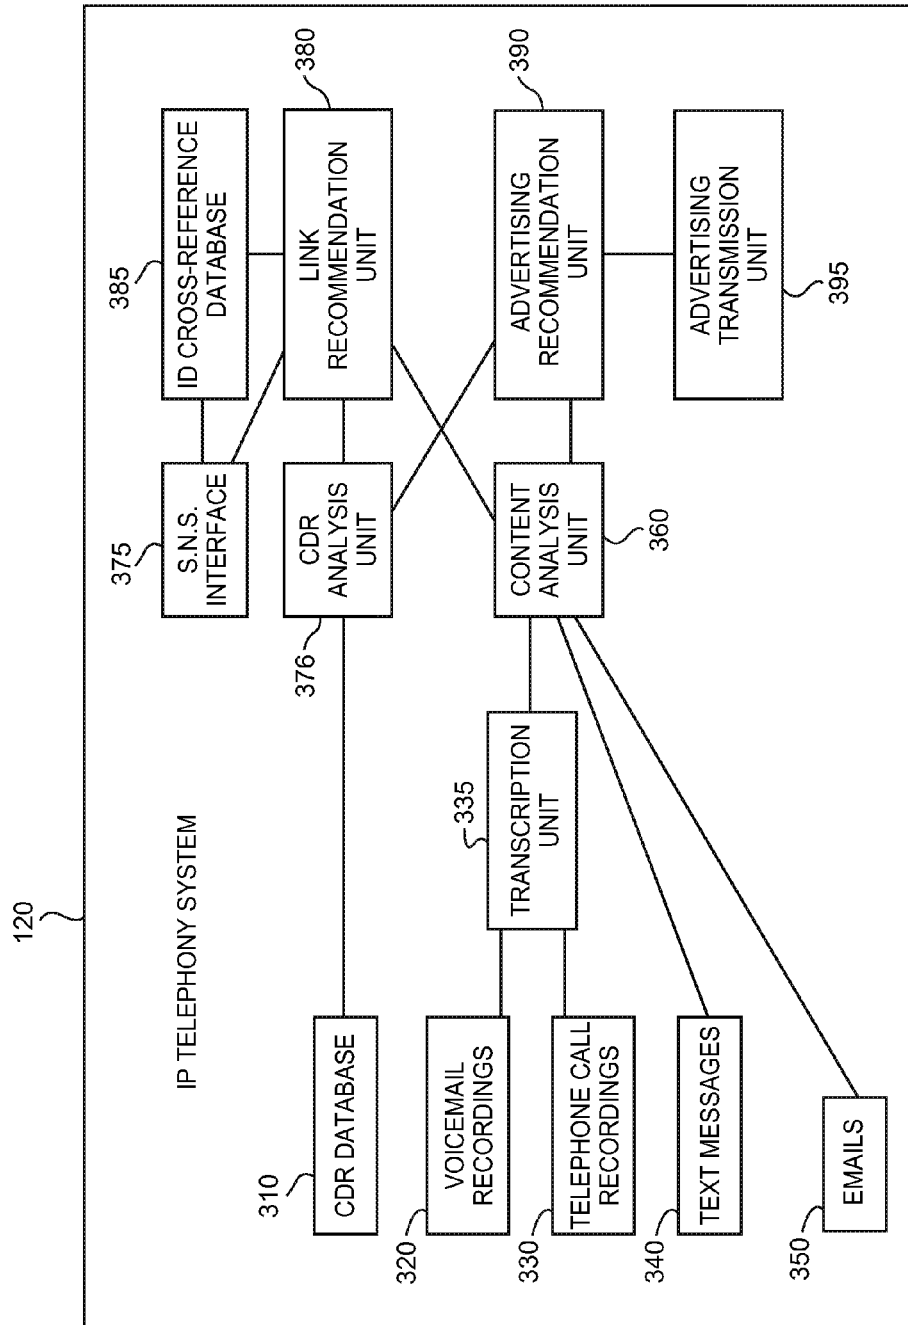 120
IP TELEPHONY SYSTEM
310
CDR DATABASE
320
VOICEMAIL
RECORDINGS
330
TELEPHONE CALL
RECORDINGS
340
TEXT MESSAGES
350
EMAILS
335
TRANSCRIPTION
UNIT
375
S.N.S.
INTERFACE
376
CDR
ANALYSIS
UNIT
CONTENT
ANALYSIS
UNIT
360
385
ID CROSS-REFERENCE
DATABASE
380
LINK
RECOMMENDATION
UNIT
390
ADVERTISING
RECOMMENDATION
UNIT
ADVERTISING
TRANSMISSION
UNIT
395